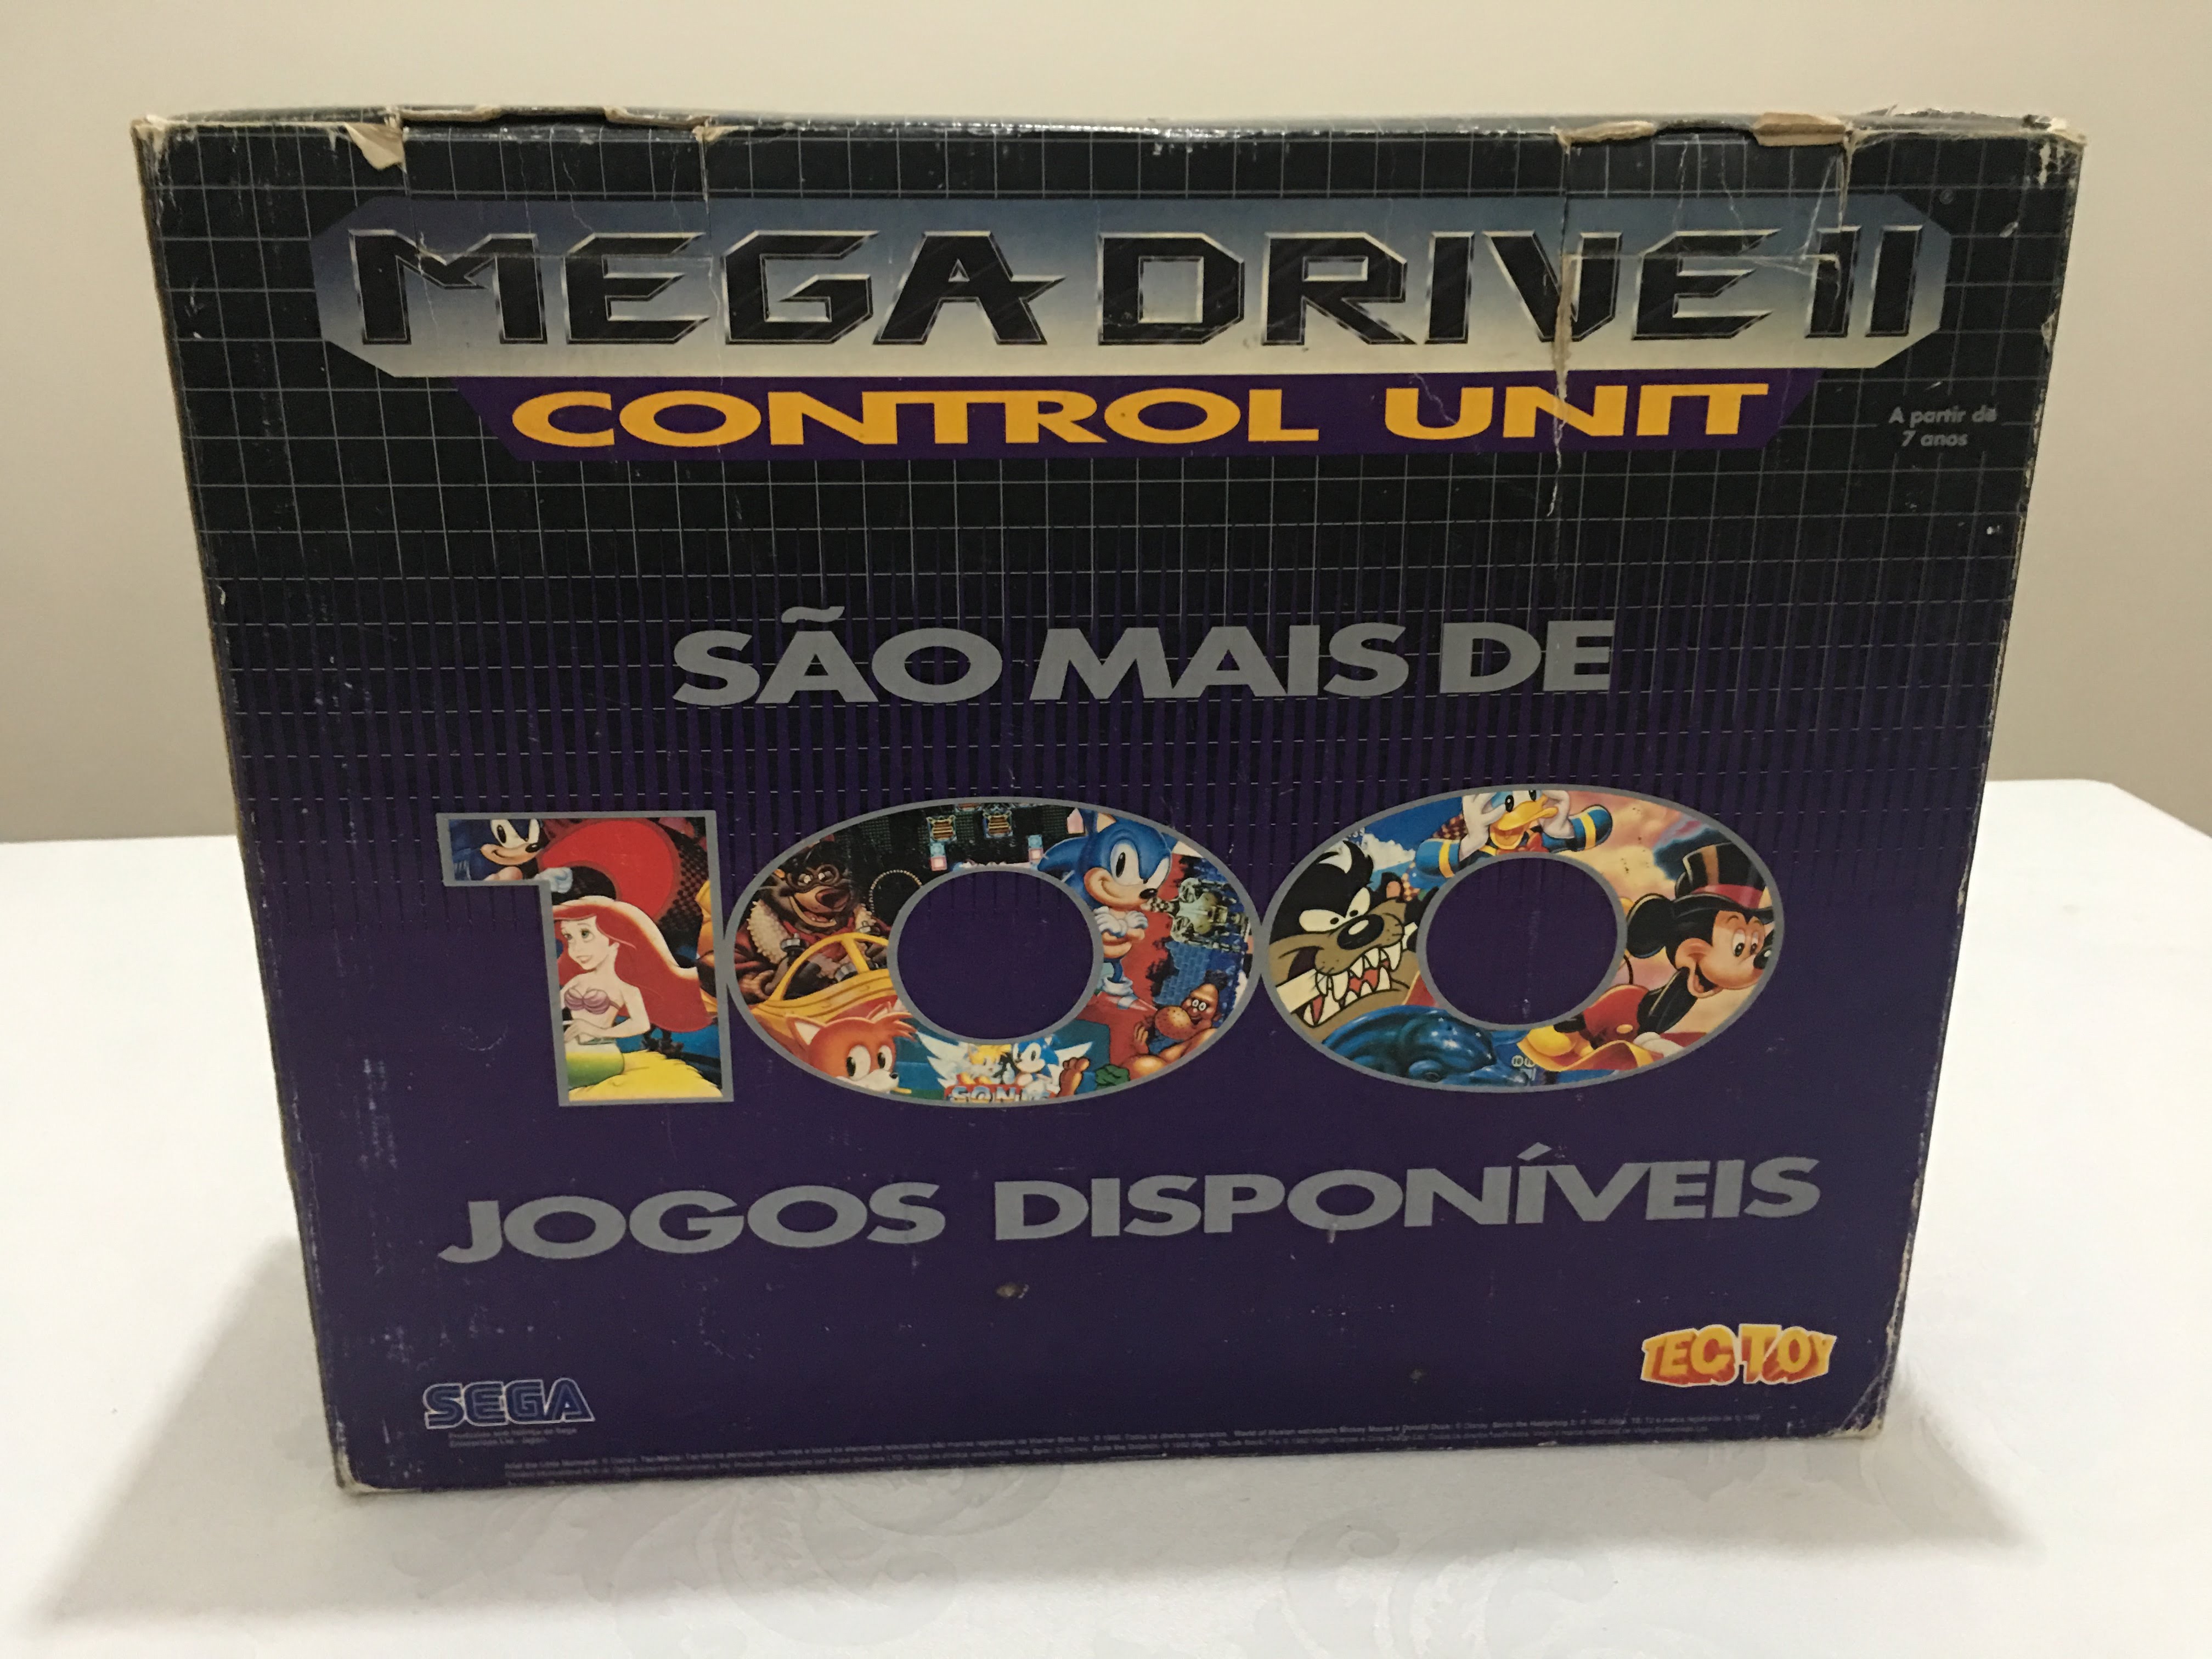 MEGA DRIVE II
CONTROL UNIT
A partir de
7 anos
SÃO MAIS DE
100
JOGOS DISPONÍVEIS
TEC TOY
SEGA